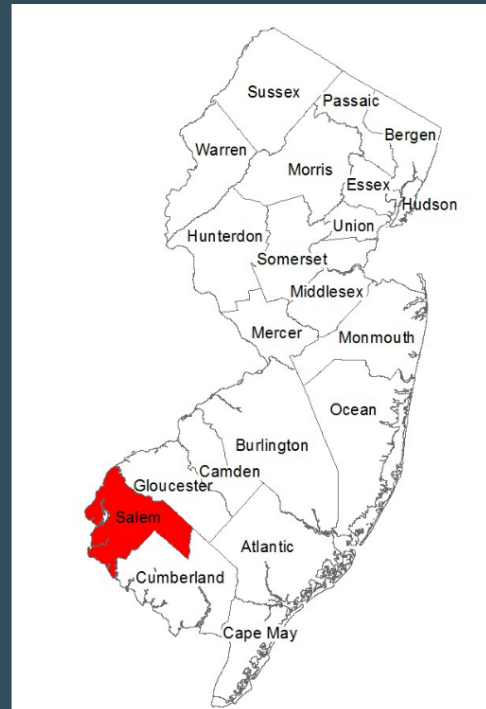 Sussex
Passaic
Bergen
Warren
Morris
Essex
Hudson
Union
Hunterdon
Somerset
Middlesex
Mercer
Monmouth
Ocean
Burlington
Camden
Gloucester
Salem
Atlantic
Cumberland
Cape May